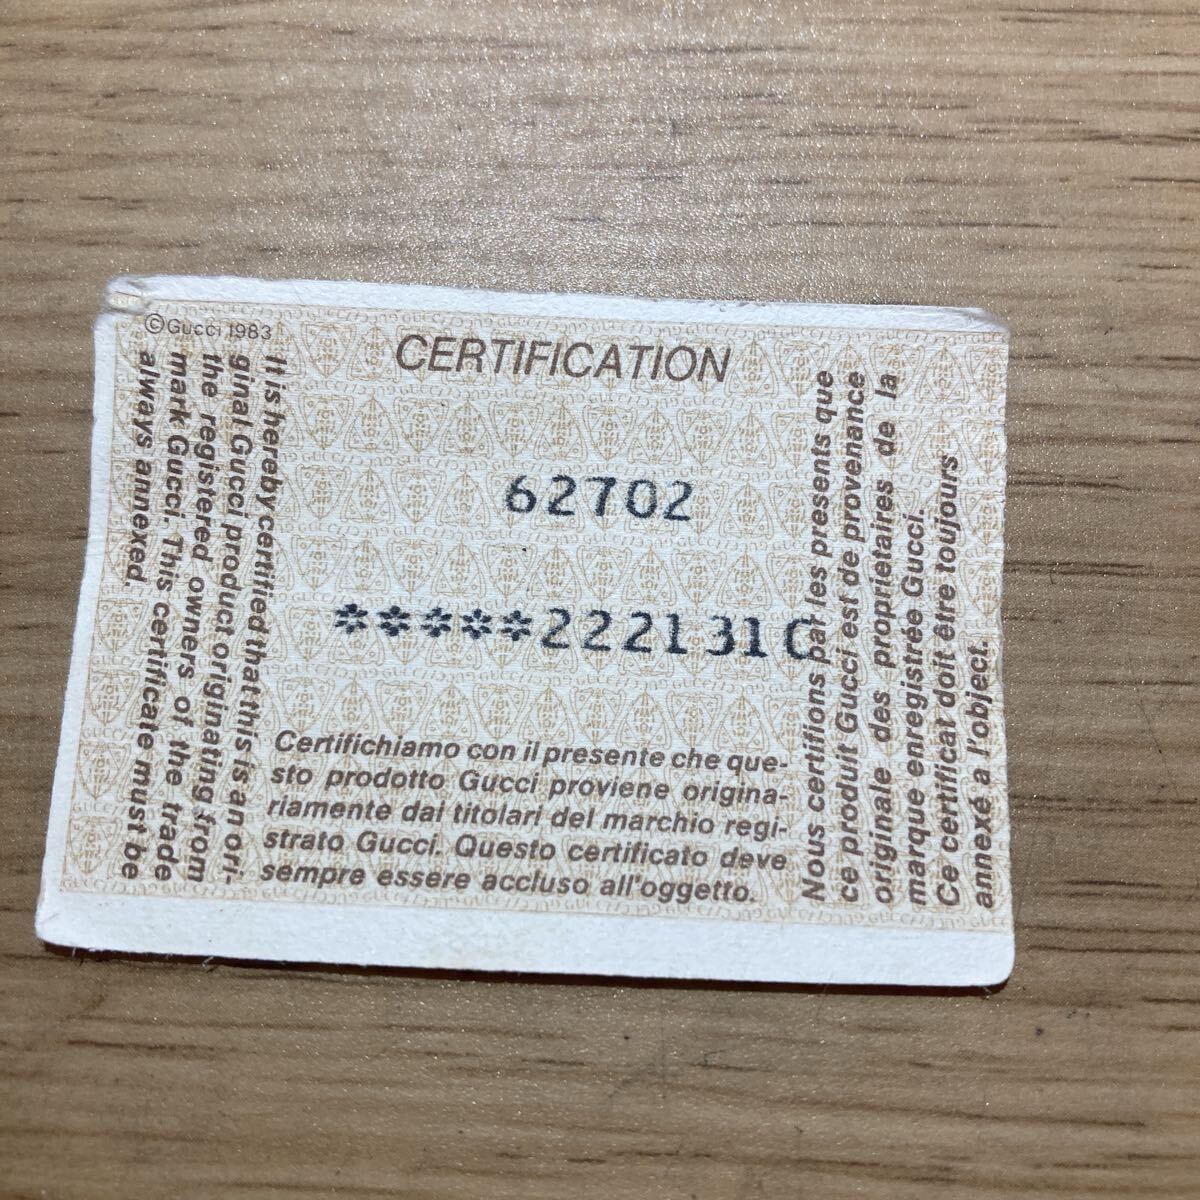 ©Gucci 1983
CERTIFICATION
62702
*****2221310
It is hereby certified that this is an ori-
ginal Gucci product originating from
the registered owners of the trade
mark Gucci. This certificate must be
always annexed.
Certifichiamo con il presente che que-
sto prodotto Gucci proviene origina-
riamente dai titolari del marchio regi-
strato Gucci. Questo certificato deve
sempre essere accluso all'oggetto.
Nous certifions par les presents que
ce produit Gucci est de provenance
originale des proprietaires de la
marque enregistrée Gucci.
Ce certificat doit être toujours
annexé a l'object.